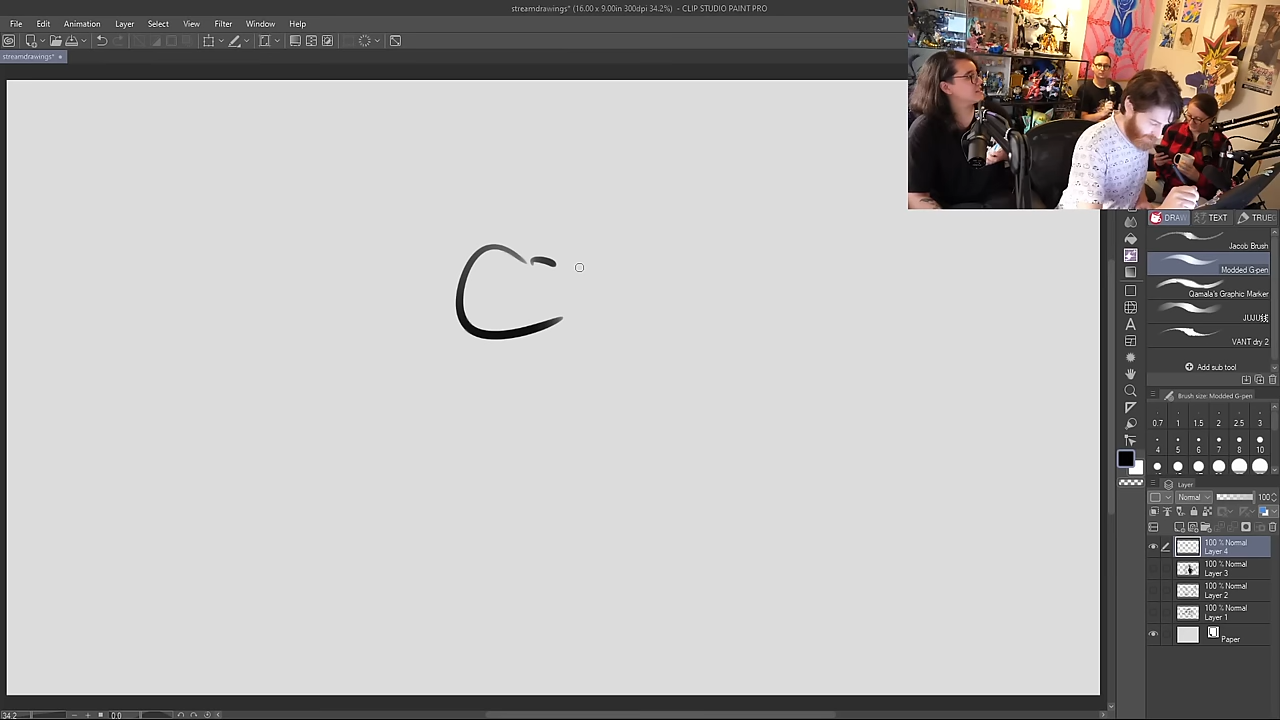 streamdrawings* (16.00 x 9.00in 300dpi 34.2%) - CLIP STUDIO PAINT PRO
File Edit Animation Layer Select View Filter Window Help
streamdrawings*
DRAW TEXT TRUE
Jacob Brush
Modded G-pen
Qamala's Graphic Marker
VANT dry 2
Add sub tool
Brush size: Modded G-pen
0.7 1 1.5 2 2.5 3
4 5 6 7 8 10
Layer
Normal 100
100 % Normal
Layer 4
100 % Normal
Layer 3
100 % Normal
Layer 2
100 % Normal
Layer 1
Paper
34.2 0.0